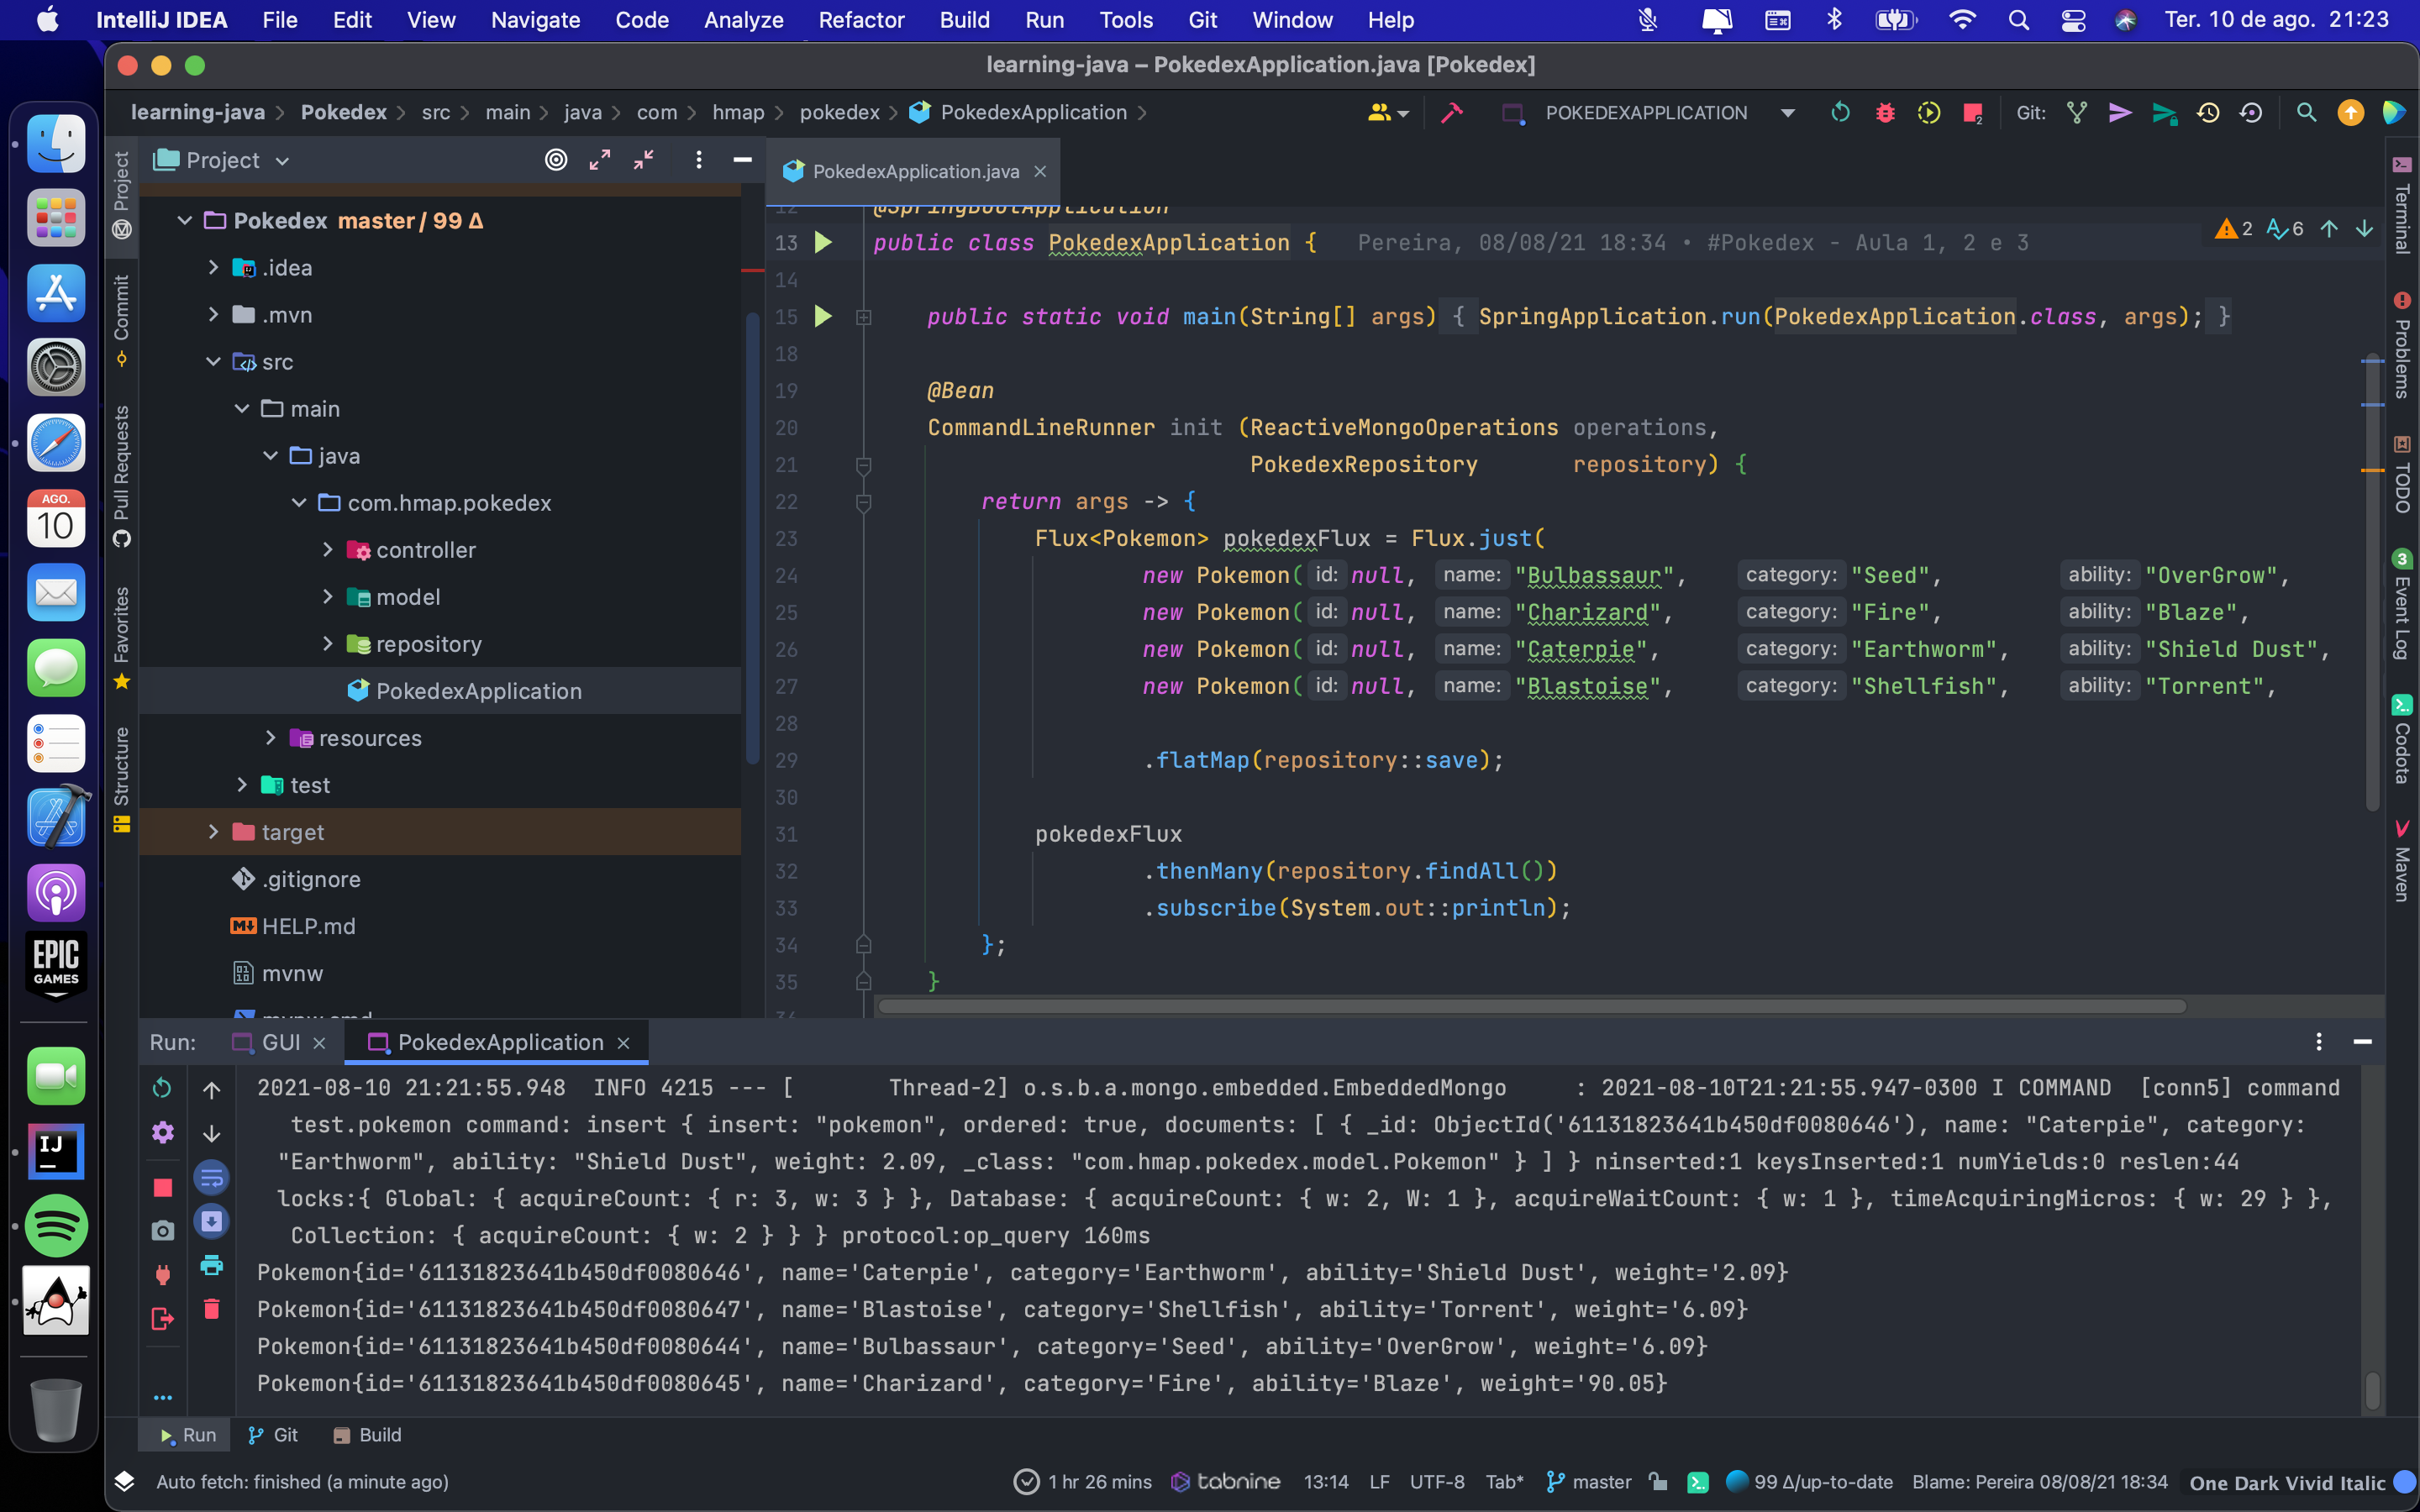 IntelliJ IDEA File Edit View Navigate Code Analyze Refactor Build Run Tools Git Window Help Ter. 10 de ago. 21:23
learning-java – PokedexApplication.java [Pokedex]
learning-java Pokedex src main java com hmap pokedex PokedexApplication POKEDEXAPPLICATION 2 Git:
Project
PokedexApplication.java
Project
Commit
Pull Requests
Favorites
Structure
Pokedex master / 99 Δ
.idea
.mvn
src
main
java
com.hmap.pokedex
controller
model
repository
PokedexApplication
resources
test
target
.gitignore
HELP.md
mvnw
mvnw.cmd
12 @SpringBootApplication
13 public class PokedexApplication { Pereira, 08/08/21 18:34 • #Pokedex - Aula 1, 2 e 3
2 6
14
15 public static void main(String[] args) { SpringApplication.run(PokedexApplication.class, args); }
18
19 @Bean
20 CommandLineRunner init (ReactiveMongoOperations operations,
21 PokedexRepository repository) {
22 return args -> {
23 Flux<Pokemon> pokedexFlux = Flux.just(
24 new Pokemon( id: null, name: "Bulbassaur", category: "Seed", ability: "OverGrow",
25 new Pokemon( id: null, name: "Charizard", category: "Fire", ability: "Blaze",
26 new Pokemon( id: null, name: "Caterpie", category: "Earthworm", ability: "Shield Dust",
27 new Pokemon( id: null, name: "Blastoise", category: "Shellfish", ability: "Torrent",
28
29 .flatMap(repository::save);
30
31 pokedexFlux
32 .thenMany(repository.findAll())
33 .subscribe(System.out::println);
34 };
35 }
36
Terminal
Problems
TODO
3
Event Log
Codota
Maven
AGO.
10
EPIC
GAMES
IJ
Run: GUI PokedexApplication
2021-08-10 21:21:55.948 INFO 4215 --- [ Thread-2] o.s.b.a.mongo.embedded.EmbeddedMongo : 2021-08-10T21:21:55.947-0300 I COMMAND [conn5] command
test.pokemon command: insert { insert: "pokemon", ordered: true, documents: [ { _id: ObjectId('61131823641b450df0080646'), name: "Caterpie", category:
"Earthworm", ability: "Shield Dust", weight: 2.09, _class: "com.hmap.pokedex.model.Pokemon" } ] } ninserted:1 keysInserted:1 numYields:0 reslen:44
locks:{ Global: { acquireCount: { r: 3, w: 3 } }, Database: { acquireCount: { w: 2, W: 1 }, acquireWaitCount: { w: 1 }, timeAcquiringMicros: { w: 29 } },
Collection: { acquireCount: { w: 2 } } } protocol:op_query 160ms
Pokemon{id='61131823641b450df0080646', name='Caterpie', category='Earthworm', ability='Shield Dust', weight='2.09}
Pokemon{id='61131823641b450df0080647', name='Blastoise', category='Shellfish', ability='Torrent', weight='6.09}
Pokemon{id='61131823641b450df0080644', name='Bulbassaur', category='Seed', ability='OverGrow', weight='6.09}
Pokemon{id='61131823641b450df0080645', name='Charizard', category='Fire', ability='Blaze', weight='90.05}
Run Git Build
Auto fetch: finished (a minute ago) 1 hr 26 mins tabnine 13:14 LF UTF-8 Tab* master 99 Δ/up-to-date Blame: Pereira 08/08/21 18:34 One Dark Vivid Italic